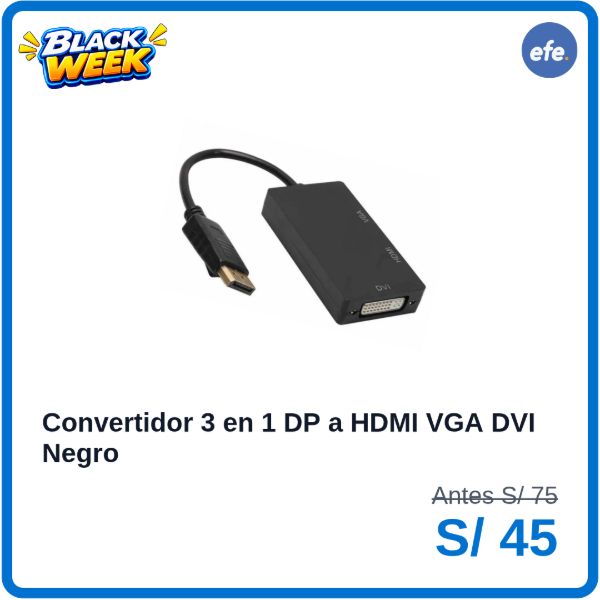 BLACK
WEEK
efe.
VGA
HDMI
DVI
Convertidor 3 en 1 DP a HDMI VGA DVI
Negro
Antes S/ 75
S/ 45